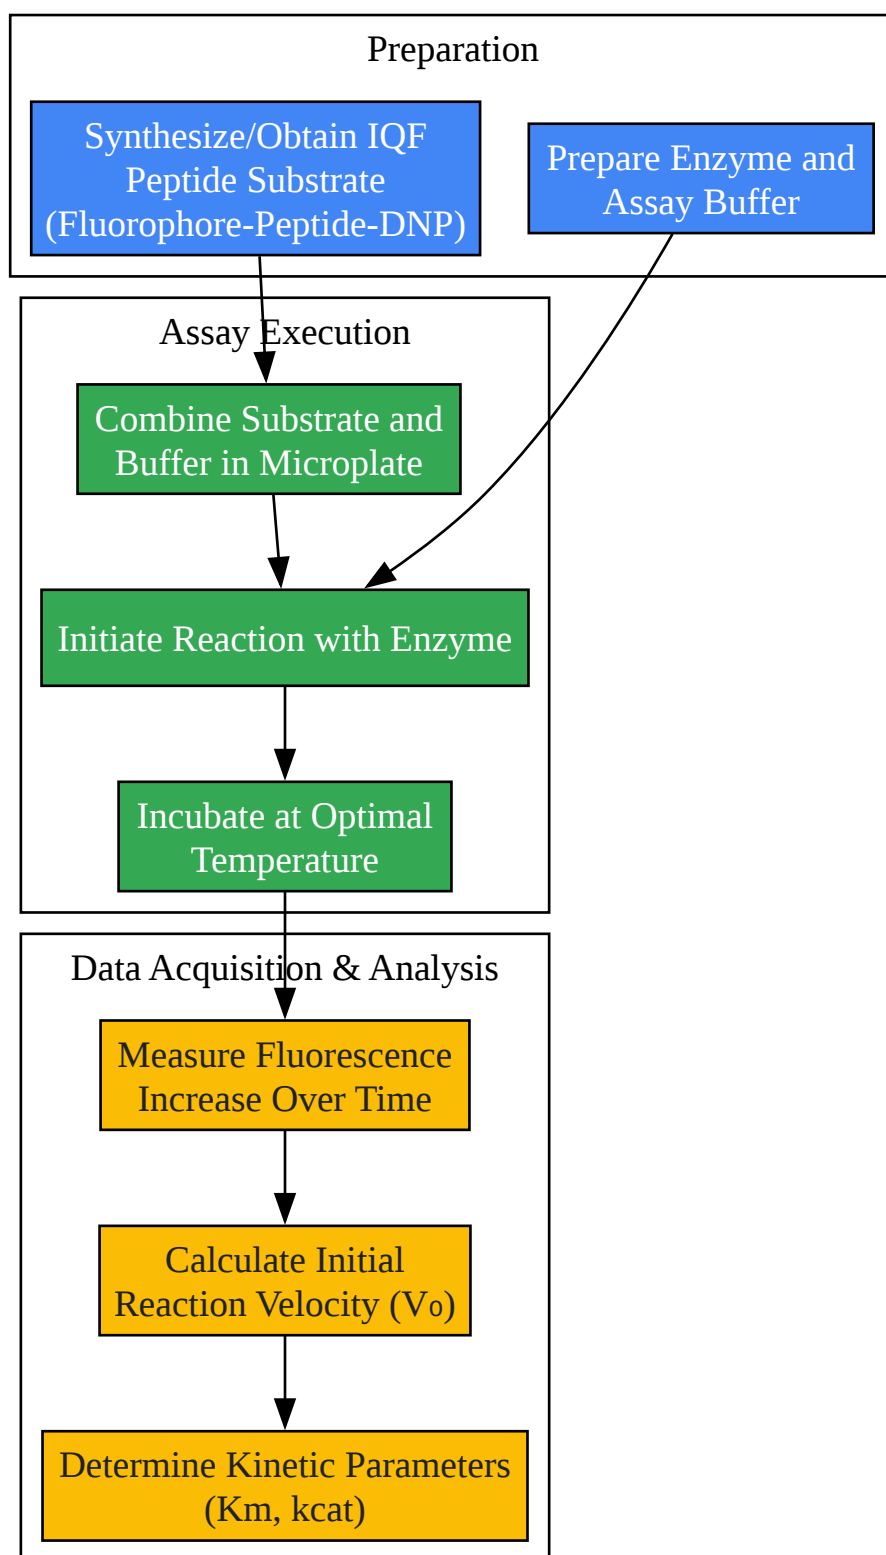 Preparation
Synthesize/Obtain IQF
Peptide Substrate
(Fluorophore-Peptide-DNP)
Prepare Enzyme and
Assay Buffer
Assay Execution
Combine Substrate and
Buffer in Microplate
Initiate Reaction with Enzyme
Incubate at Optimal
Temperature
Data Acquisition & Analysis
Measure Fluorescence
Increase Over Time
Calculate Initial
Reaction Velocity (V₀)
Determine Kinetic Parameters
(Km, kcat)